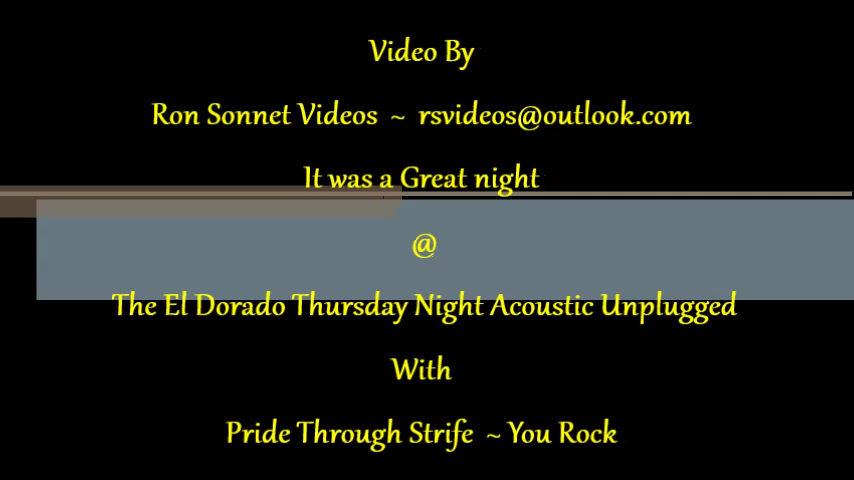 Video By
Ron Sonnet Videos ~ rsvideos@outlook.com
It was a Great night
@
The El Dorado Thursday Night Acoustic Unplugged
With
Pride Through Strife ~ You Rock